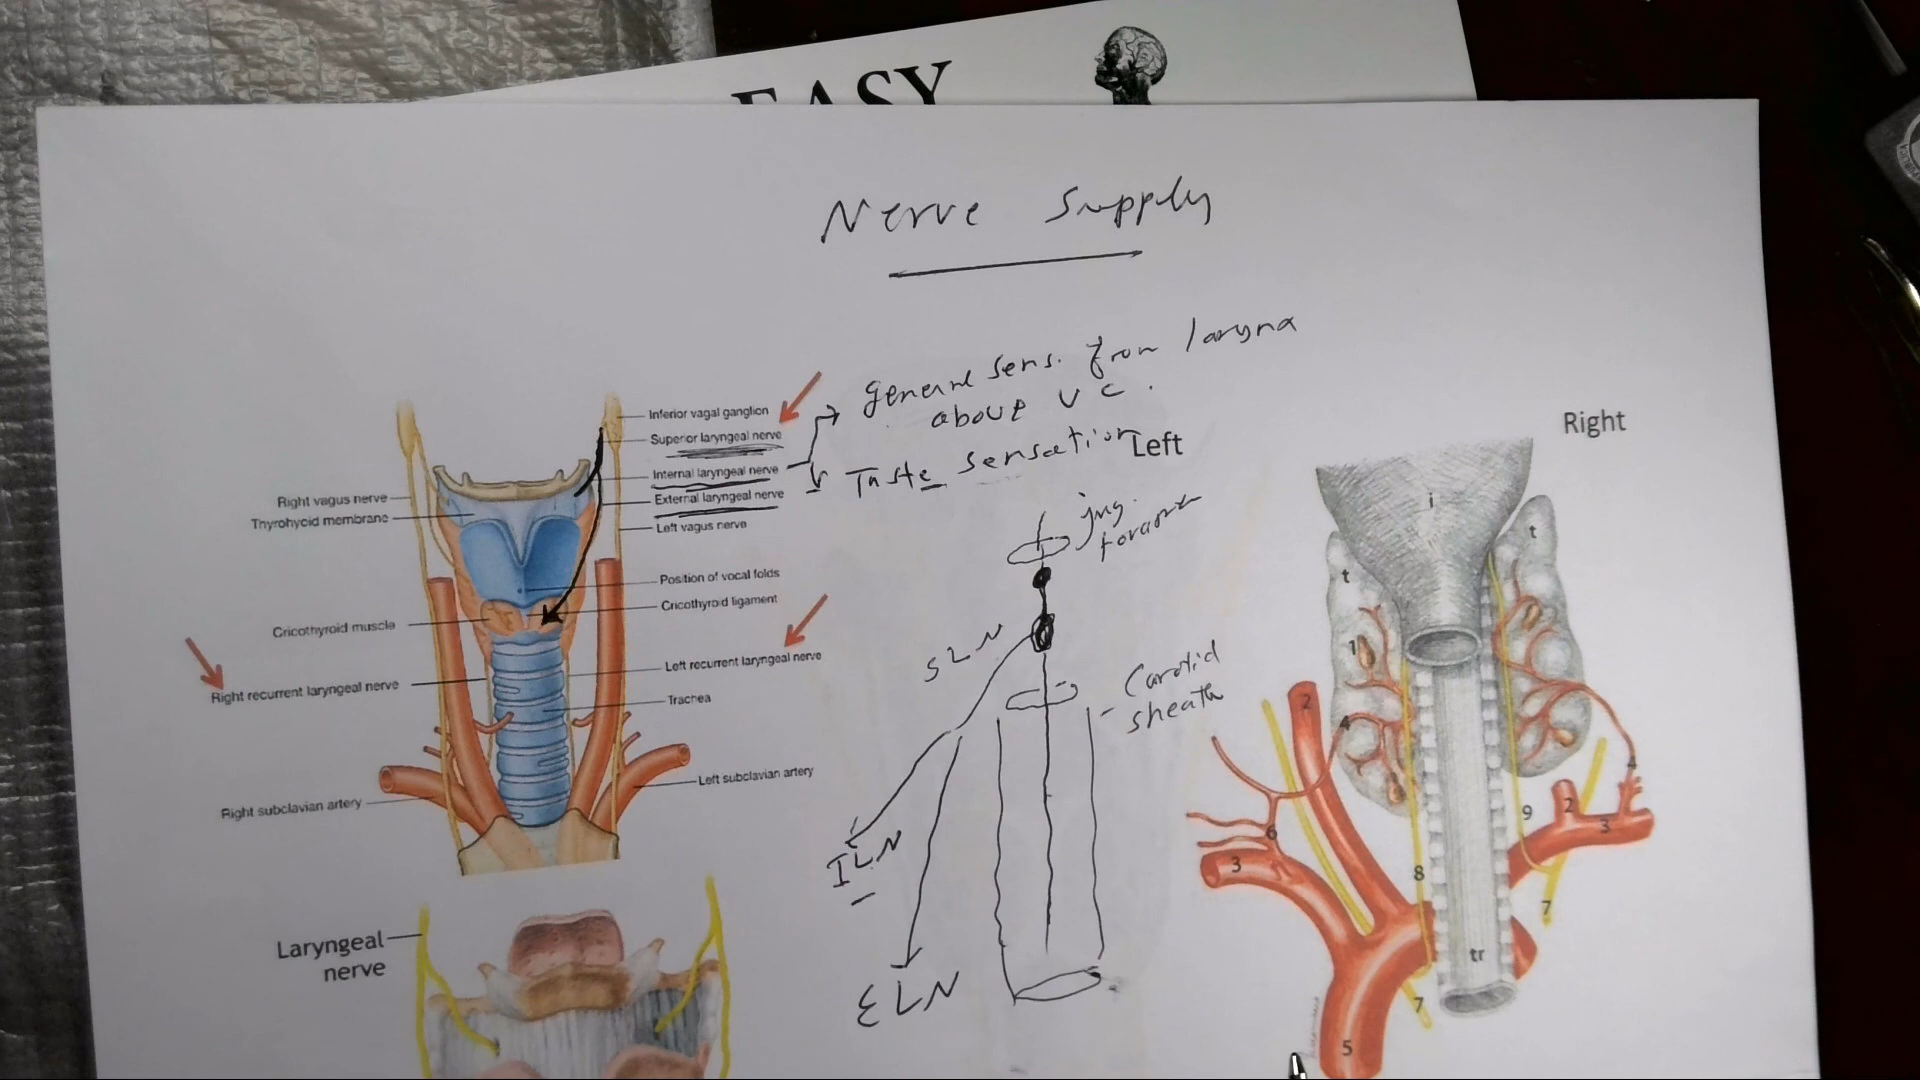 EASY
Nerve Supply
General Sens. from larynx
above VC.
Taste sensation
Inferior vagal ganglion
Superior laryngeal nerve
Internal laryngeal nerve
External laryngeal nerve
Left vagus nerve
Position of vocal folds
Cricothyroid ligament
Left recurrent laryngeal nerve
Trachea
Left subclavian artery
Right vagus nerve
Thyrohyoid membrane
Cricothyroid muscle
Right recurrent laryngeal nerve
Right subclavian artery
Laryngeal
nerve
jug.
foramen
SLN
Carotid
sheath
ILN
ELN
Left
Right
i
t
t
1
2
4
6
3
8
7
5
tr
9
2
3
4
7